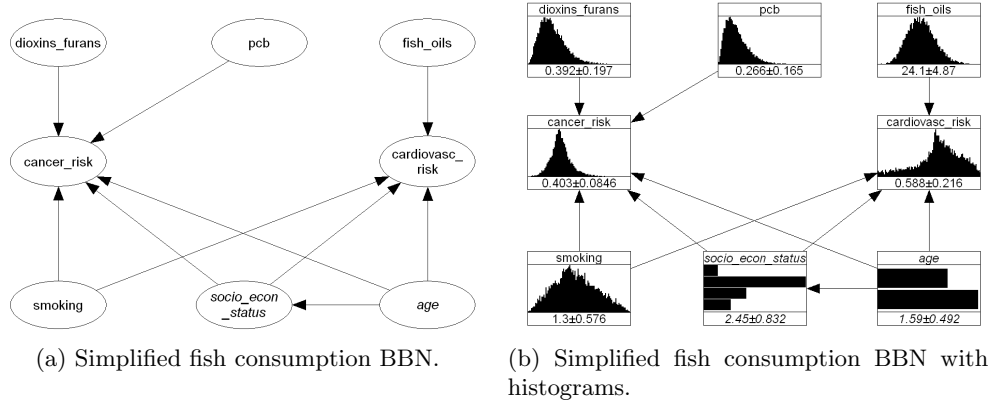 dioxins_furans
pcb
fish_oils
cancer_risk
cardiovasc_
risk
smoking
socio_econ
_status
age
(a) Simplified fish consumption BBN.
dioxins_furans
0.392±0.197
pcb
0.266±0.165
fish_oils
24.1±4.87
cancer_risk
0.403±0.0846
cardiovasc_risk
0.588±0.216
smoking
1.3±0.576
socio_econ_status
2.45±0.832
age
1.59±0.492
(b) Simplified fish consumption BBN with
histograms.